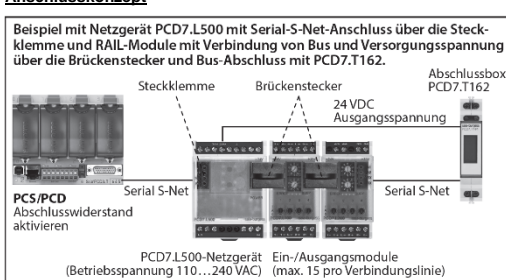 Anschlusskonzept
Beispiel mit Netzgerät PCD7.L500 mit Serial-S-Net-Anschluss über die Steck-
klemme und RAIL-Module mit Verbindung von Bus und Versorgungsspannung
über die Brückenstecker und Bus-Abschluss mit PCD7.T162.
Abschlussbox
PCD7.T162
Steckklemme
Brückenstecker
24 VDC
Ausgangsspannung
Serial S-Net
Serial S-Net
PCS/PCD
Abschlusswiderstand
aktivieren
PCD7.L500-Netzgerät
(Betriebsspannung 110...240 VAC)
Ein-/Ausgangsmodule
(max. 15 pro Verbindungslinie)